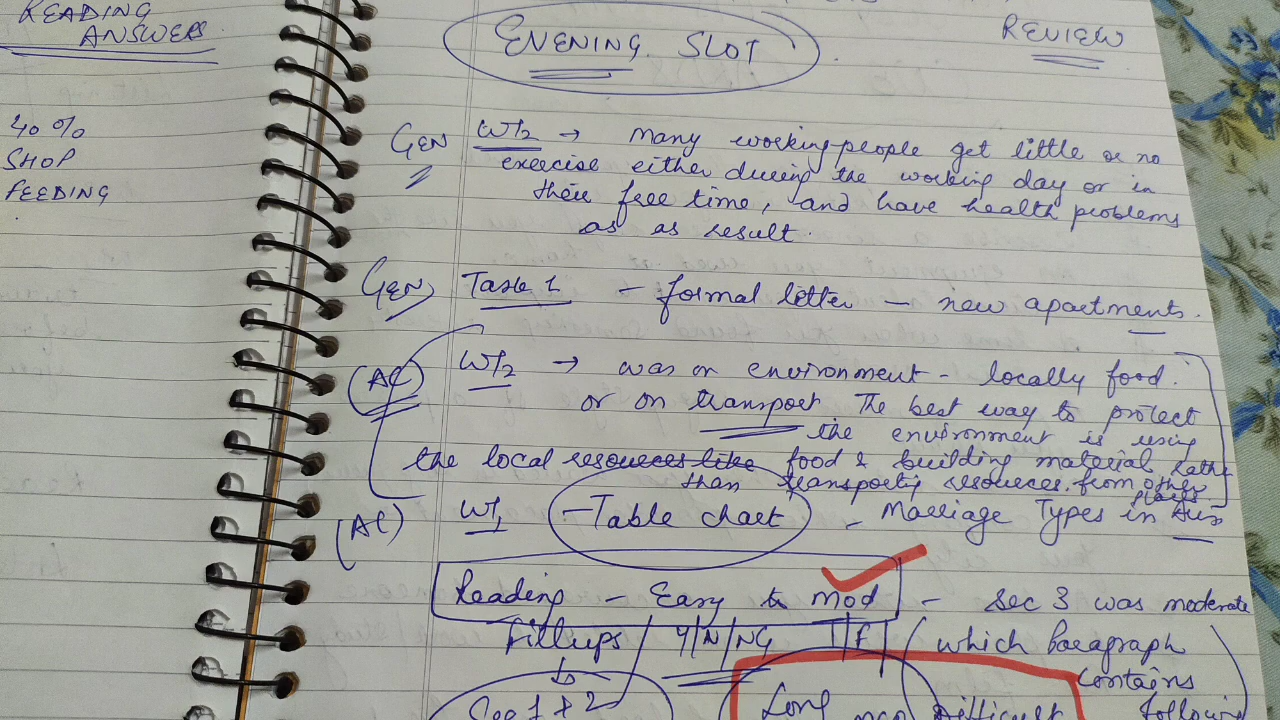 READING
ANSWERS
40 %
SHOP
FEEDING
EVENING SLOT
REVIEW
GEN WT2 → Many working people get little or no
exercise either during the working day or in
their free time, and have health problems
as as result.
GEN Task 1 - formal letter - new apartments.
(AC) WT2 → was on environment - locally food.
or on transport The best way to protect
the environment is using
the local resources like food & building material rather
than transporty resources from other
places.
(AC) WT1 - Table chart - Marriage Types in Aus
Reading - Easy to Mod - Sec 3 was moderate
Fillups / Y/N/NG T/F / (which Paragraph
contains
following
Sec 1 + 2
Long
Difficult